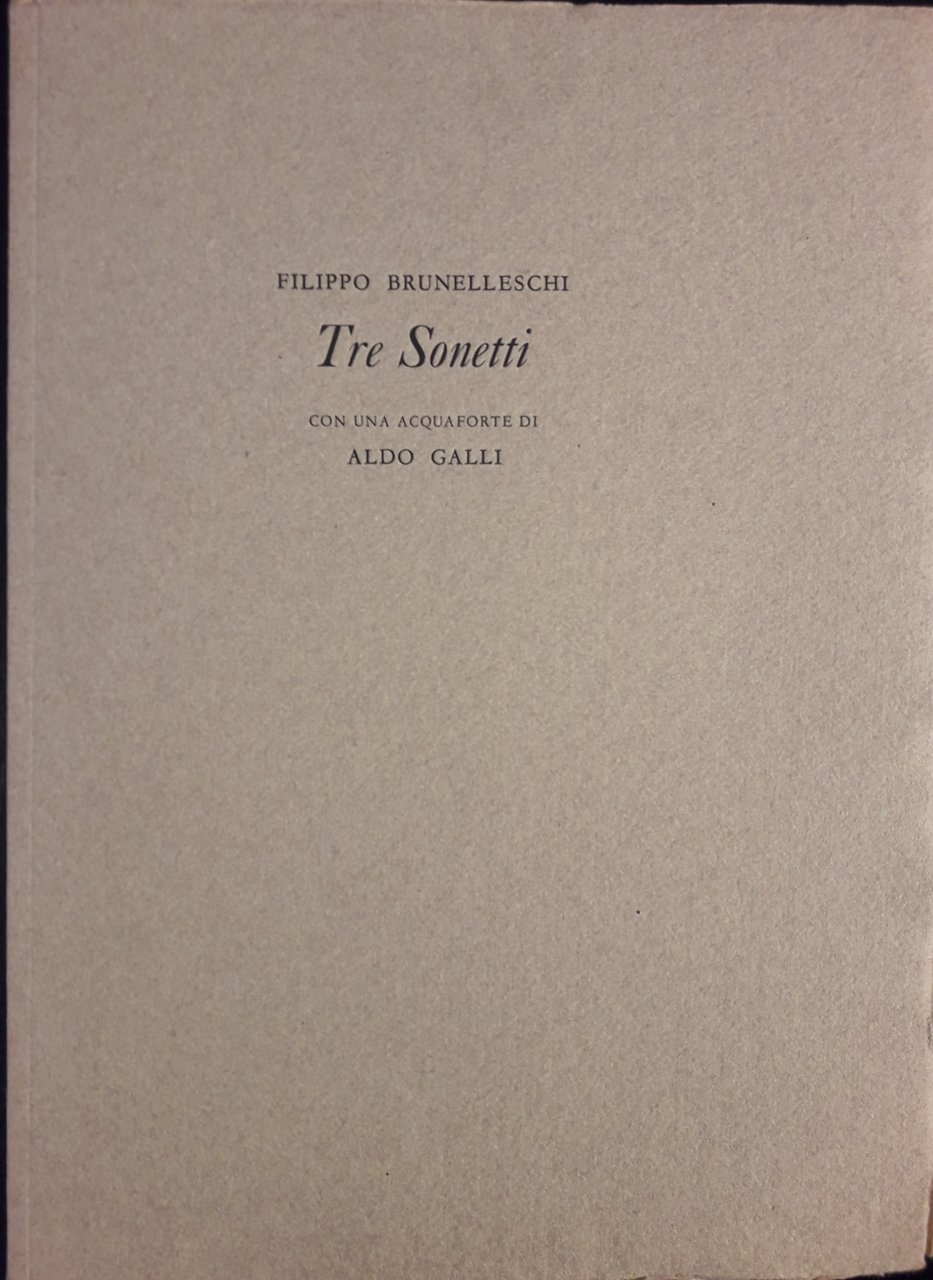 FILIPPO BRUNELLESCHI
Tre Sonetti
CON UNA ACQUAFORTE DI
ALDO GALLI